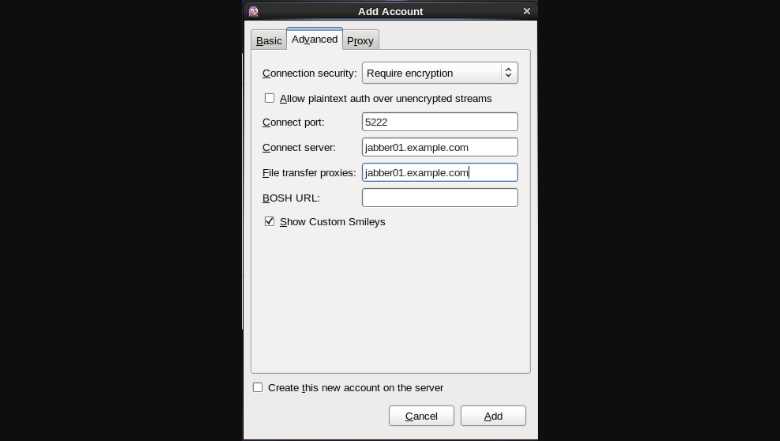 Add Account
Basic Advanced Proxy
Connection security: Require encryption
Allow plaintext auth over unencrypted streams
Connect port: 5222
Connect server: jabber01.example.com
File transfer proxies: jabber01.example.com
BOSH URL:
Show Custom Smileys
Create this new account on the server
Cancel Add